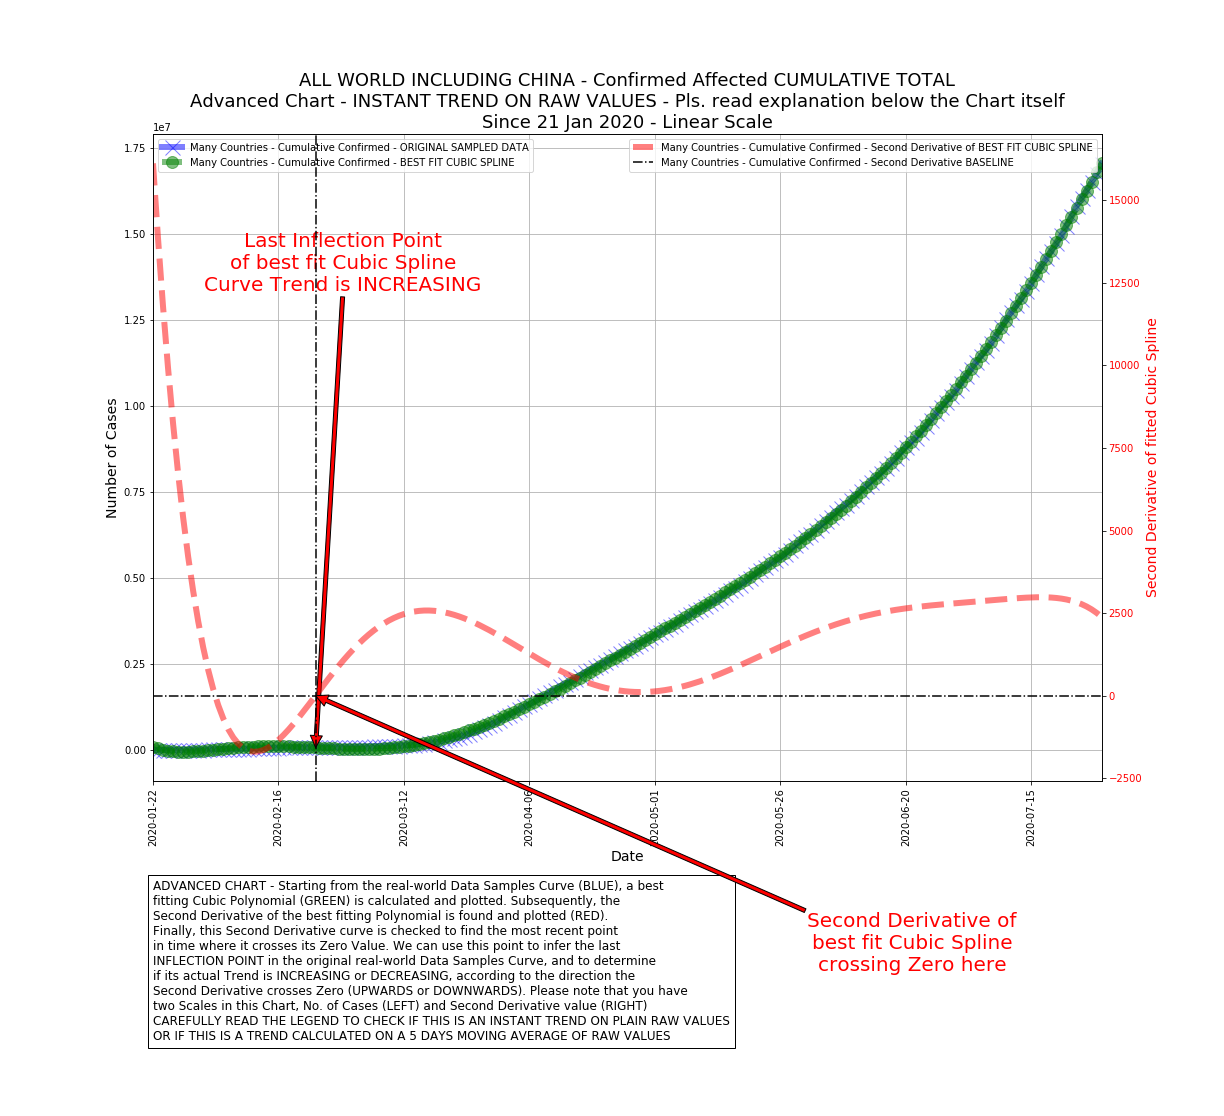 ALL WORLD INCLUDING CHINA - Confirmed Affected CUMULATIVE TOTAL
Advanced Chart - INSTANT TREND ON RAW VALUES - Pls. read explanation below the Chart itself
Since 21 Jan 2020 - Linear Scale
1e7
Many Countries - Cumulative Confirmed - ORIGINAL SAMPLED DATA
Many Countries - Cumulative Confirmed - BEST FIT CUBIC SPLINE
Many Countries - Cumulative Confirmed - Second Derivative of BEST FIT CUBIC SPLINE
Many Countries - Cumulative Confirmed - Second Derivative BASELINE
Last Inflection Point
of best fit Cubic Spline
Curve Trend is INCREASING
Number of Cases
1.75
1.50
1.25
1.00
0.75
0.50
0.25
0.00
15000
12500
10000
7500
5000
2500
0
−2500
Second Derivative of fitted Cubic Spline
2020-01-22
2020-02-16
2020-03-12
2020-04-06
2020-05-01
2020-05-26
2020-06-20
2020-07-15
Date
ADVANCED CHART - Starting from the real-world Data Samples Curve (BLUE), a best
fitting Cubic Polynomial (GREEN) is calculated and plotted. Subsequently, the
Second Derivative of the best fitting Polynomial is found and plotted (RED).
Finally, this Second Derivative curve is checked to find the most recent point
in time where it crosses its Zero Value. We can use this point to infer the last
INFLECTION POINT in the original real-world Data Samples Curve, and to determine
if its actual Trend is INCREASING or DECREASING, according to the direction the
Second Derivative crosses Zero (UPWARDS or DOWNWARDS). Please note that you have
two Scales in this Chart, No. of Cases (LEFT) and Second Derivative value (RIGHT)
CAREFULLY READ THE LEGEND TO CHECK IF THIS IS AN INSTANT TREND ON PLAIN RAW VALUES
OR IF THIS IS A TREND CALCULATED ON A 5 DAYS MOVING AVERAGE OF RAW VALUES
Second Derivative of
best fit Cubic Spline
crossing Zero here